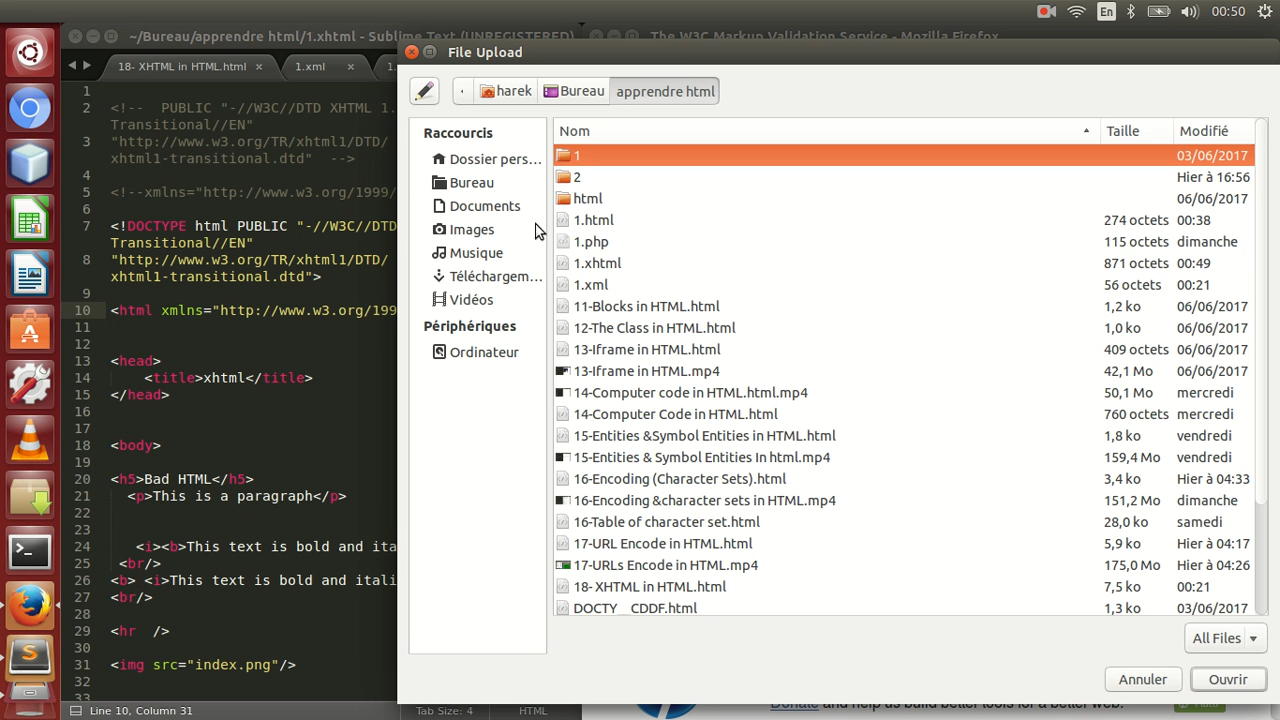 En
00:50
~/Bureau/apprendre html/1.xhtml - Sublime Text (UNREGISTERED)
The W3C Markup Validation Service - Mozilla Firefox
18- XHTML in HTML.html
1.xml
1.
1
2 <!-- PUBLIC "-//W3C//DTD XHTML 1.
Transitional//EN"
3 "http://www.w3.org/TR/xhtml1/DTD/
xhtml1-transitional.dtd" -->
4
5 <!--xmlns="http://www.w3.org/1999/
6
7 <!DOCTYPE html PUBLIC "-//W3C//DTD
Transitional//EN"
8 "http://www.w3.org/TR/xhtml1/DTD/
xhtml1-transitional.dtd">
9
10 <html xmlns="http://www.w3.org/199
11
12
13 <head>
14 <title>xhtml</title>
15 </head>
16
17
18 <body>
19
20 <h5>Bad HTML</h5>
21 <p>This is a paragraph</p>
22
23
24 <i><b>This text is bold and ita
25 <br/>
26 <b> <i>This text is bold and itali
27 <br/>
28
29 <hr />
30
31 <img src="index.png"/>
32
33
Line 10, Column 31
Tab Size: 4
HTML
File Upload
harek
Bureau
apprendre html
Raccourcis
Dossier pers...
Bureau
Documents
Images
Musique
Téléchargem...
Vidéos
Périphériques
Ordinateur
Nom Taille Modifié
1 03/06/2017
2 Hier à 16:56
html 06/06/2017
1.html 274 octets 00:38
1.php 115 octets dimanche
1.xhtml 871 octets 00:49
1.xml 56 octets 00:21
11-Blocks in HTML.html 1,2 ko 06/06/2017
12-The Class in HTML.html 1,0 ko 06/06/2017
13-Iframe in HTML.html 409 octets 06/06/2017
13-Iframe in HTML.mp4 42,1 Mo 06/06/2017
14-Computer code in HTML.html.mp4 50,1 Mo mercredi
14-Computer Code in HTML.html 760 octets mercredi
15-Entities &Symbol Entities in HTML.html 1,8 ko vendredi
15-Entities & Symbol Entities In html.mp4 159,4 Mo vendredi
16-Encoding (Character Sets).html 3,4 ko Hier à 04:33
16-Encoding &character sets in HTML.mp4 151,2 Mo dimanche
16-Table of character set.html 28,0 ko samedi
17-URL Encode in HTML.html 5,9 ko Hier à 04:17
17-URLs Encode in HTML.mp4 175,0 Mo Hier à 04:26
18- XHTML in HTML.html 7,5 ko 00:21
DOCTY__CDDF.html 1,3 ko 03/06/2017
All Files
Annuler
Ouvrir
Donate and help us build better tools for a better web.